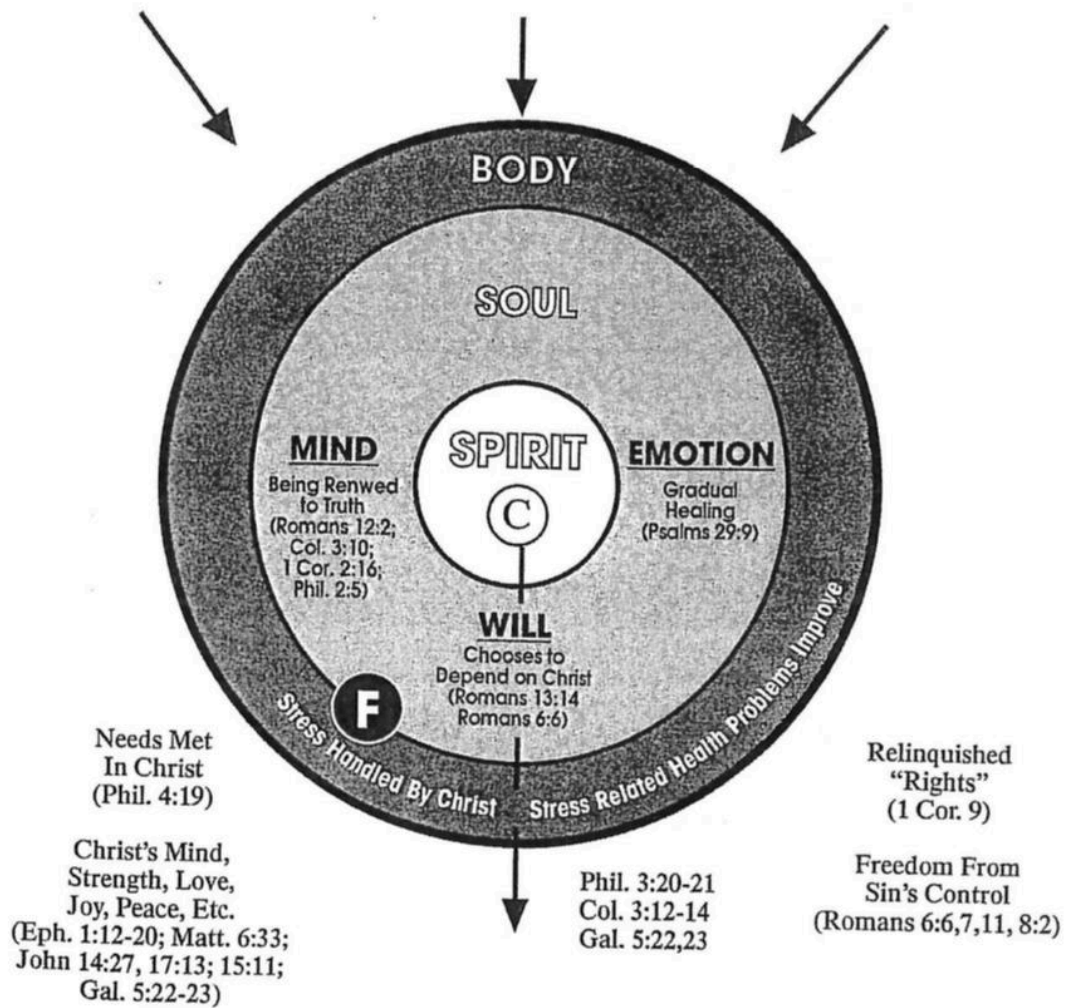 BODY
SOUL
SPIRIT
C
MIND
Being Renwed
to Truth
(Romans 12:2;
Col. 3:10;
1 Cor. 2:16;
Phil. 2:5)
EMOTION
Gradual
Healing
(Psalms 29:9)
WILL
Chooses to
Depend on Christ
(Romans 13:14
Romans 6:6)
F
Stress Handled By Christ
Stress Related Health Problems Improve
Needs Met
In Christ
(Phil. 4:19)
Christ's Mind,
Strength, Love,
Joy, Peace, Etc.
(Eph. 1:12-20; Matt. 6:33;
John 14:27, 17:13; 15:11;
Gal. 5:22-23)
Phil. 3:20-21
Col. 3:12-14
Gal. 5:22,23
Relinquished
"Rights"
(1 Cor. 9)
Freedom From
Sin's Control
(Romans 6:6,7,11, 8:2)